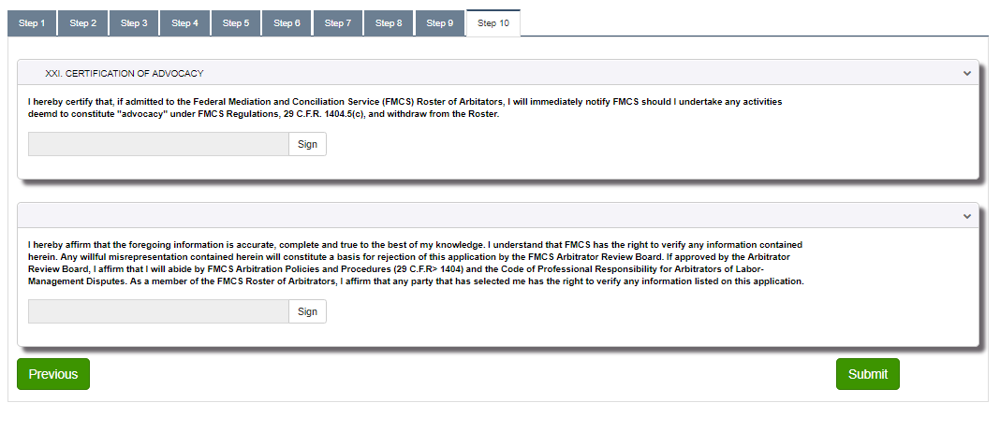 Step 1 Step 2 Step 3 Step 4 Step 5 Step 6 Step 7 Step 8 Step 9 Step 10
XXI. CERTIFICATION OF ADVOCACY
I hereby certify that, if admitted to the Federal Mediation and Conciliation Service (FMCS) Roster of Arbitators, I will immediately notify FMCS should I undertake any activities
deemd to constitute "advocacy" under FMCS Regulations, 29 C.F.R. 1404.5(c), and withdraw from the Roster.
Sign
I hereby affirm that the foregoing information is accurate, complete and true to the best of my knowledge. I understand that FMCS has the right to verify any information contained
herein. Any willful misrepresentation contained herein will constitute a basis for rejection of this application by the FMCS Arbitrator Review Board. If approved by the Arbitrator
Review Board, I affirm that I will abide by FMCS Arbitration Policies and Procedures (29 C.F.R> 1404) and the Code of Professional Responsibility for Arbitrators of Labor-
Management Disputes. As a member of the FMCS Roster of Arbitrators, I affirm that any party that has selected me has the right to verify any information listed on this application.
Sign
Previous Submit